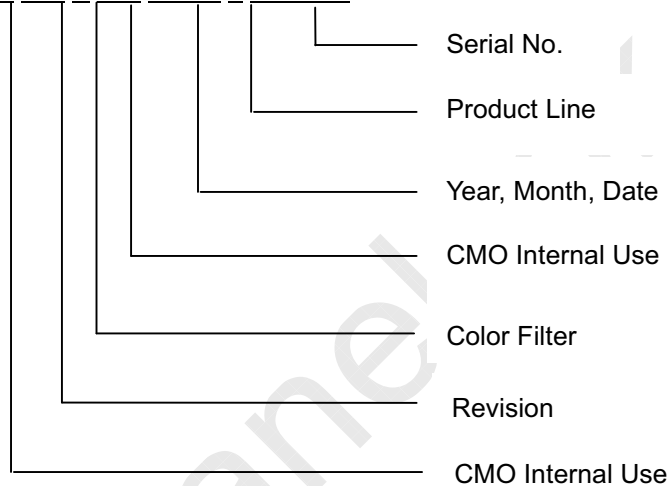 Serial No.
Product Line
Year, Month, Date
CMO Internal Use
Color Filter
Revision
CMO Internal Use